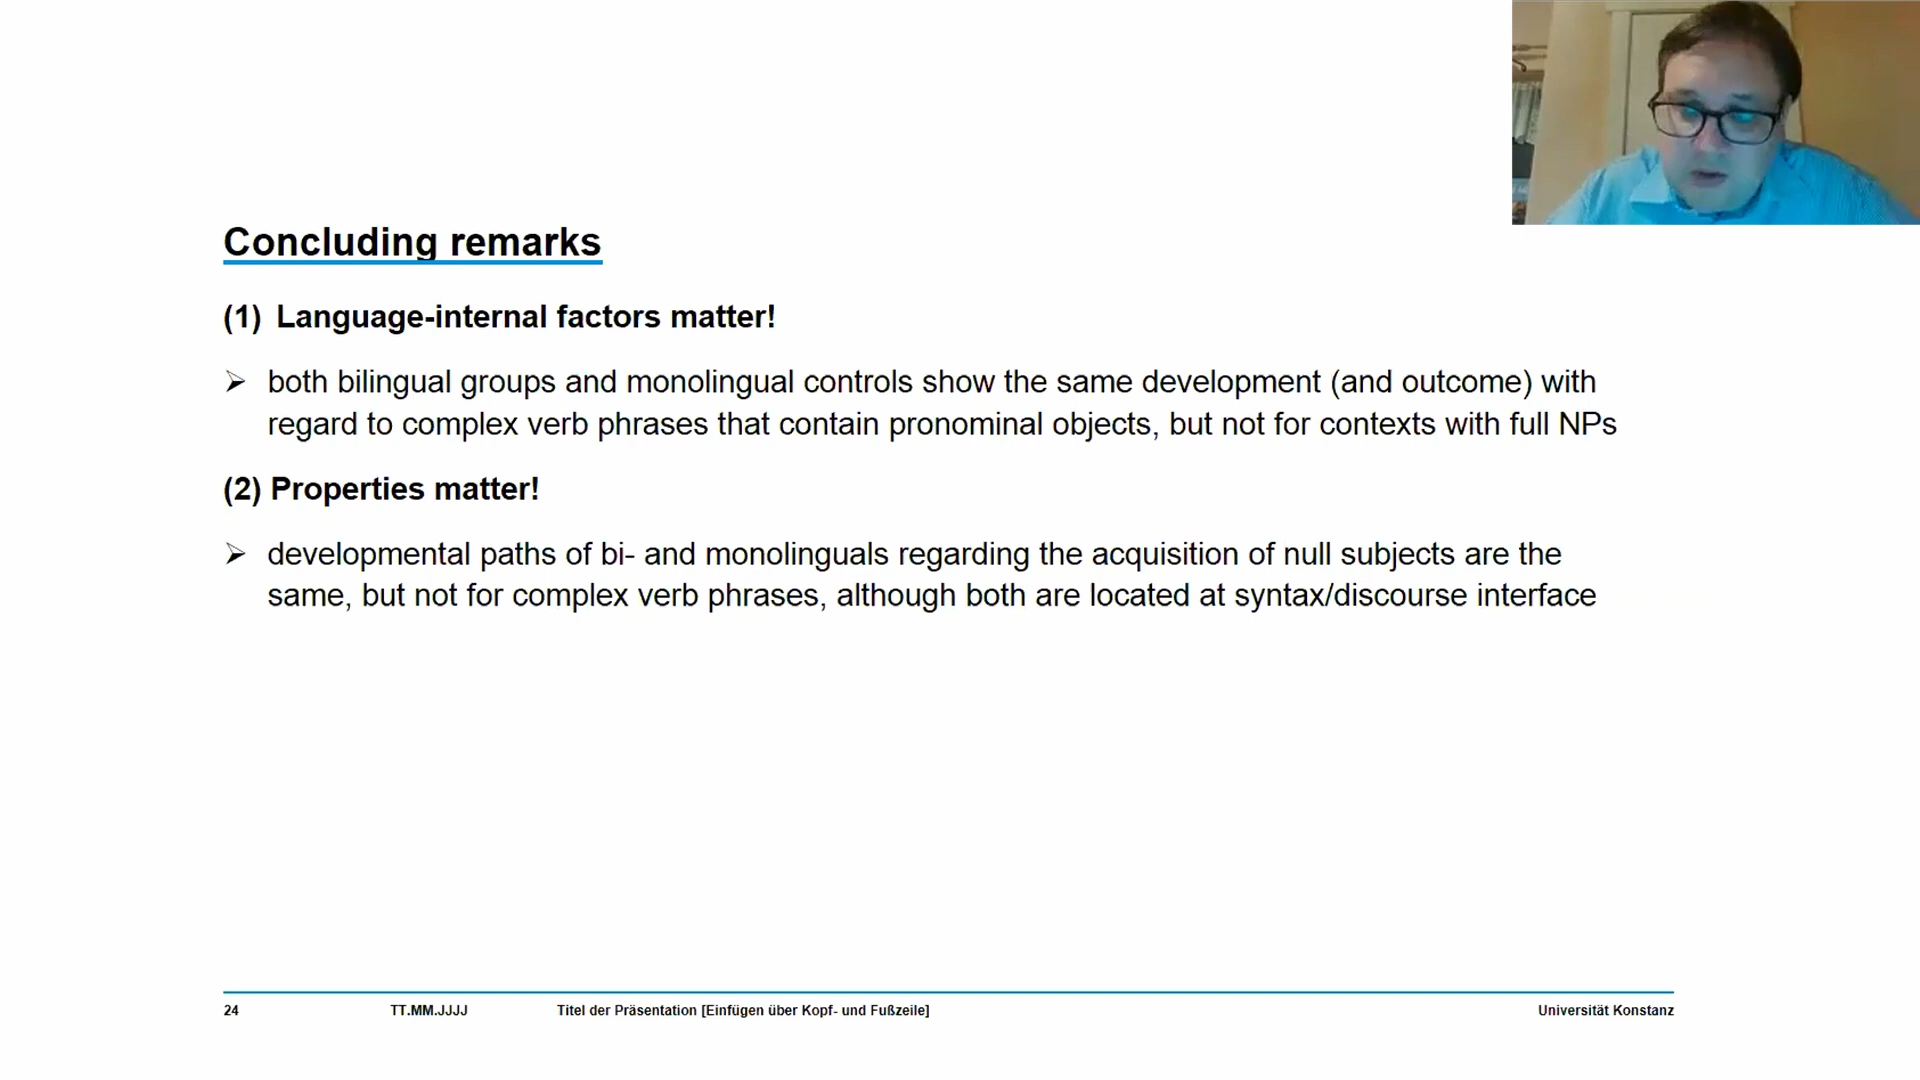 Concluding remarks
(1) Language-internal factors matter!
➢ both bilingual groups and monolingual controls show the same development (and outcome) with
regard to complex verb phrases that contain pronominal objects, but not for contexts with full NPs
(2) Properties matter!
➢ developmental paths of bi- and monolinguals regarding the acquisition of null subjects are the
same, but not for complex verb phrases, although both are located at syntax/discourse interface
24 TT.MM.JJJJ Titel der Präsentation [Einfügen über Kopf- und Fußzeile] Universität Konstanz